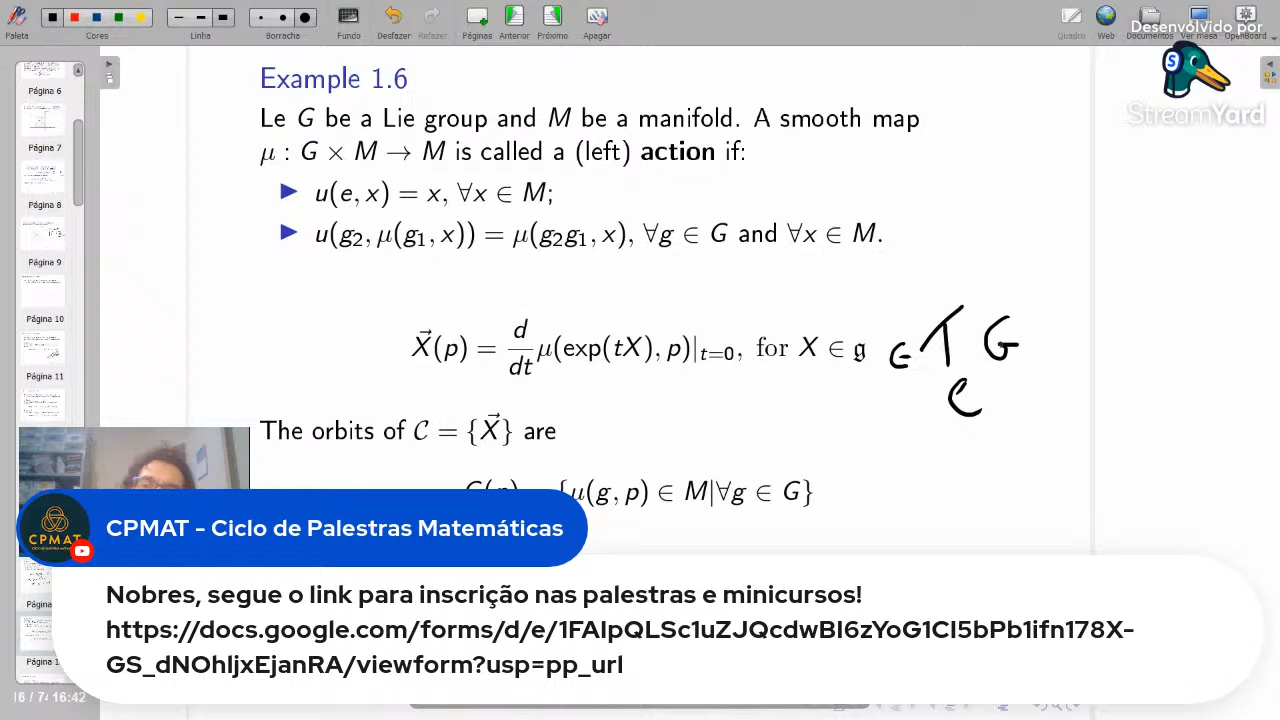 Paleta
Cores
Linha
Borracha
Fundo
Desfazer
Refazer
Páginas
Anterior
Próximo
Apagar
Quadro
Web
Documentos
Ver mesa
OpenBoard
Desenvolvido por
StreamYard
Página 6
Página 7
Página 8
Página 9
Página 10
Página 11
16:42
Example 1.6
Le G be a Lie group and M be a manifold. A smooth map
μ : G × M → M is called a (left) action if:
▶ u(e, x) = x, ∀x ∈ M;
▶ u(g₂, μ(g₁, x)) = μ(g₂g₁, x), ∀g ∈ G and ∀x ∈ M.
X⃗(p) = d/dt μ(exp(tX), p)|ₜ₌₀, for X ∈ 𝔤 ∈ TₑG
The orbits of 𝒞 = {X⃗} are
{μ(g, p) ∈ M|∀g ∈ G}
CPMAT
CPMAT - Ciclo de Palestras Matemáticas
Nobres, segue o link para inscrição nas palestras e minicursos!
https://docs.google.com/forms/d/e/1FAIpQLSc1uZJQcdwBl6zYoG1Cl5bPb1ifn178X-
GS_dNOhljxEjanRA/viewform?usp=pp_url